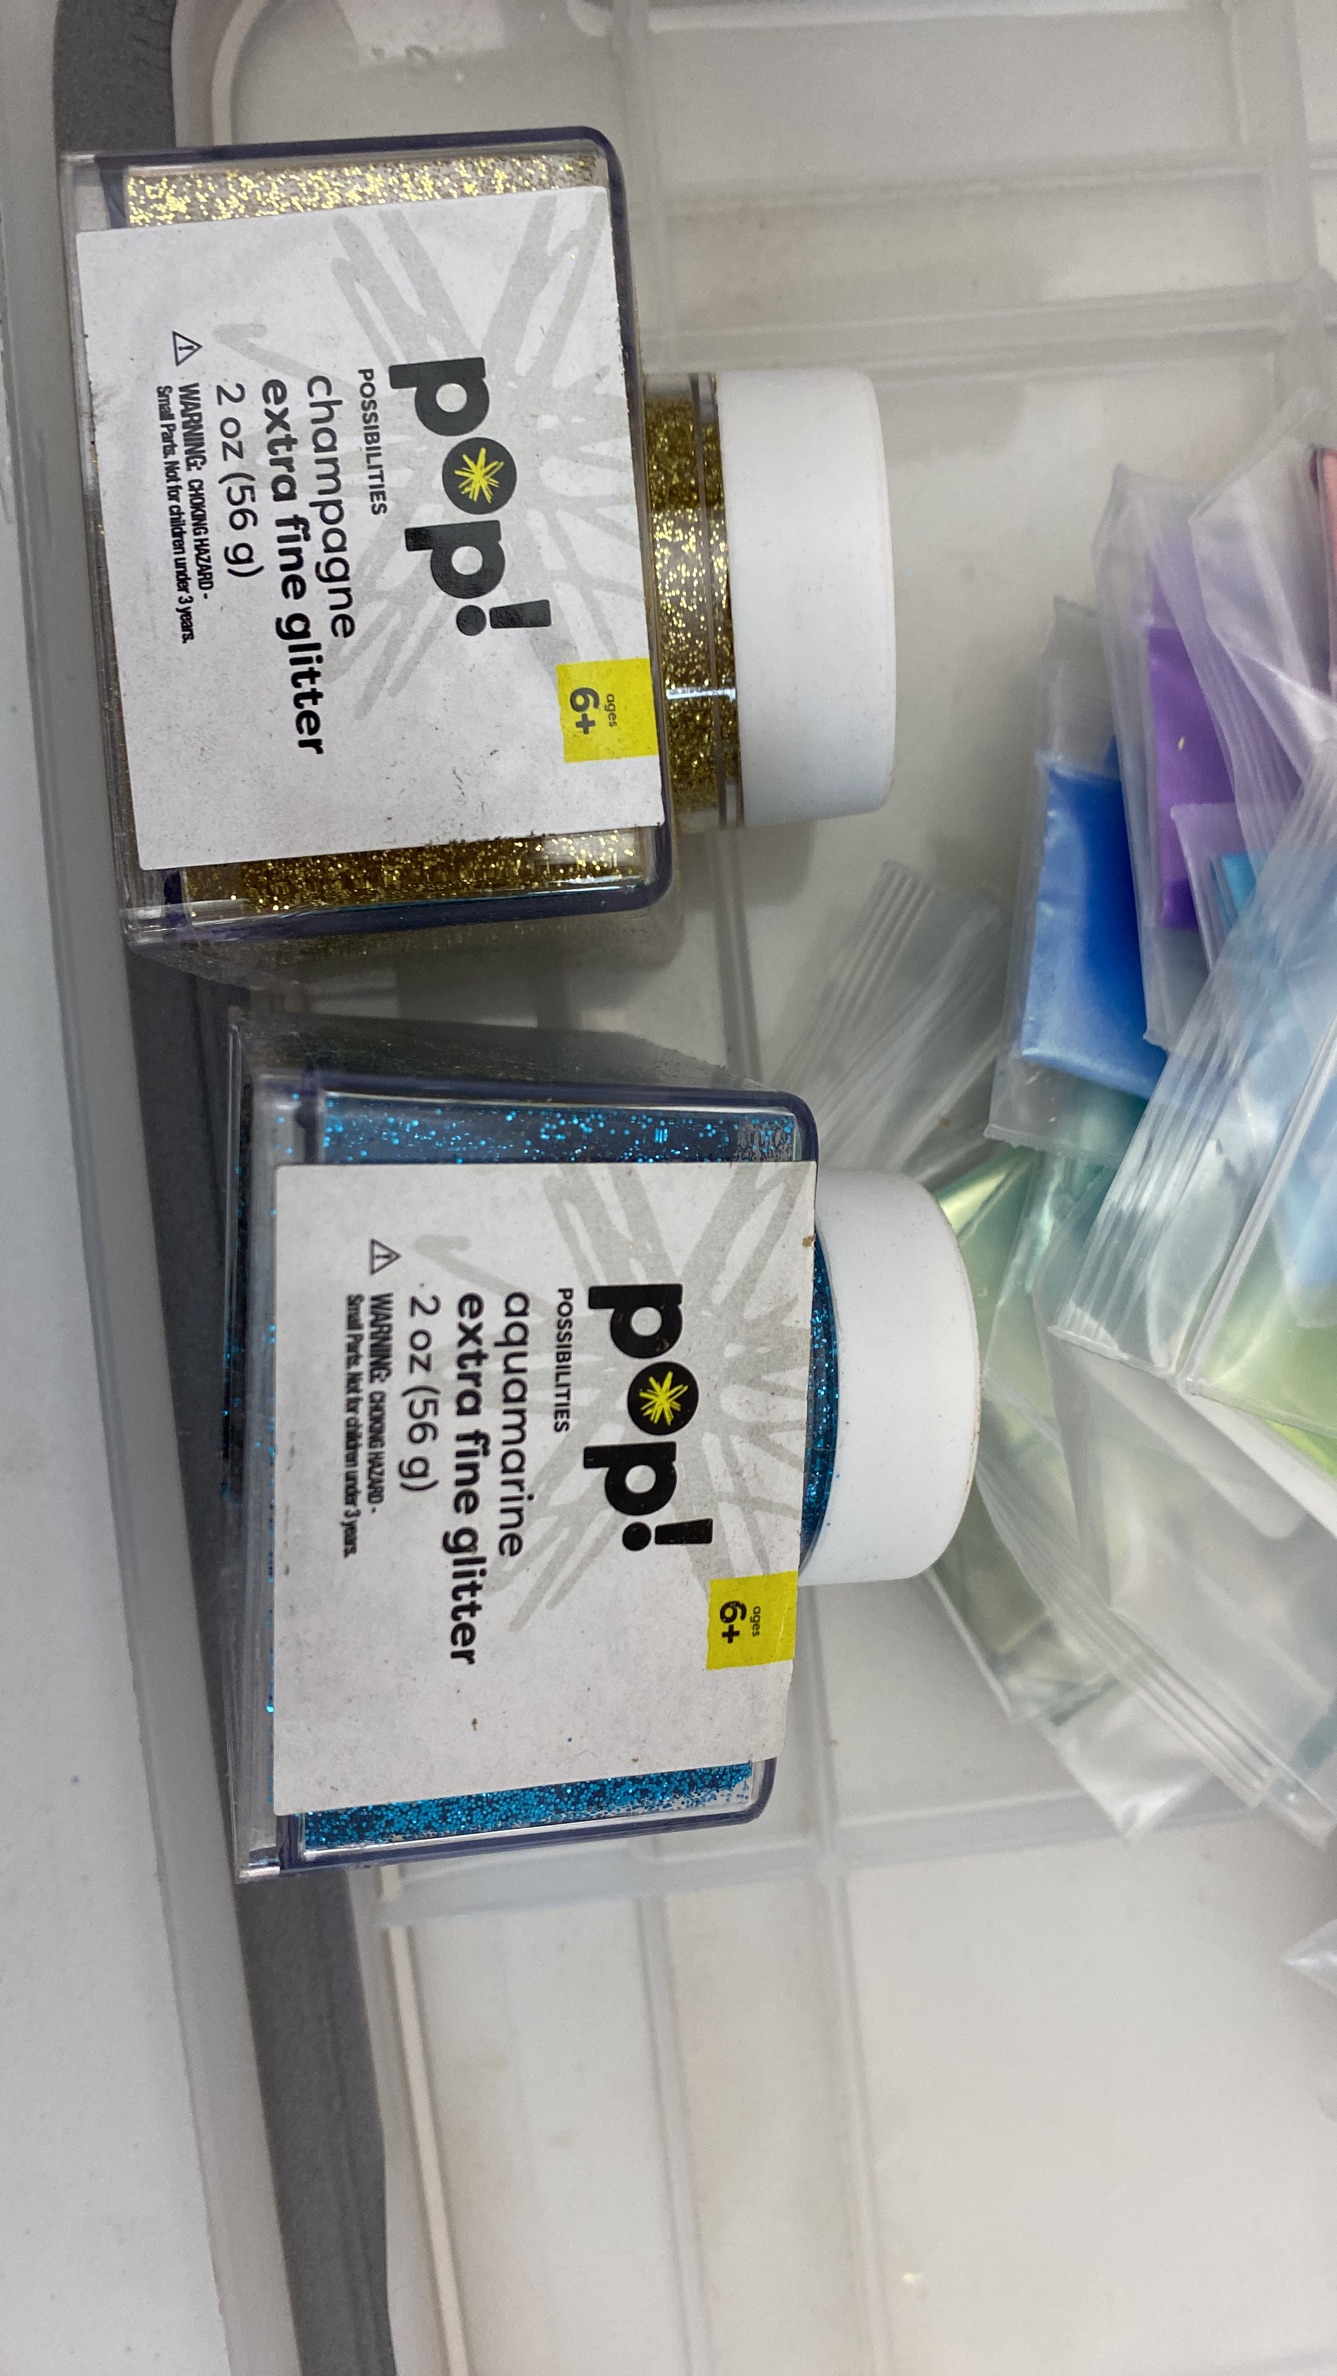 pop!
POSSIBILITIES
champagne
extra fine glitter
2 oz (56 g)
WARNING: CHOKING HAZARD -
Small Parts. Not for children under 3 years.
ages
6+
pop!
POSSIBILITIES
aquamarine
extra fine glitter
2 oz (56 g)
WARNING: CHOKING HAZARD -
Small Parts. Not for children under 3 years.
ages
6+